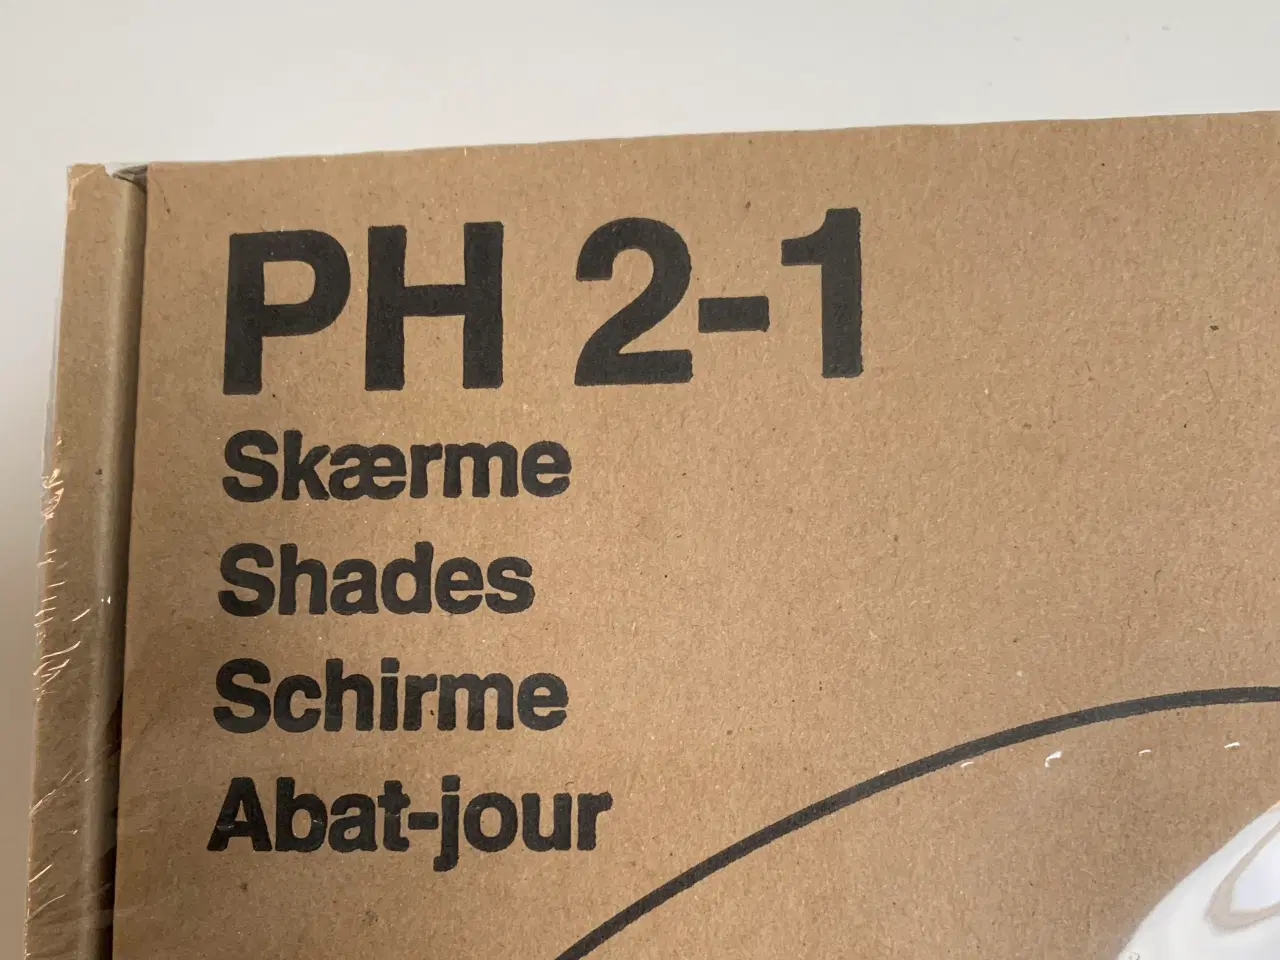 PH 2-1
Skærme
Shades
Schirme
Abat-jour